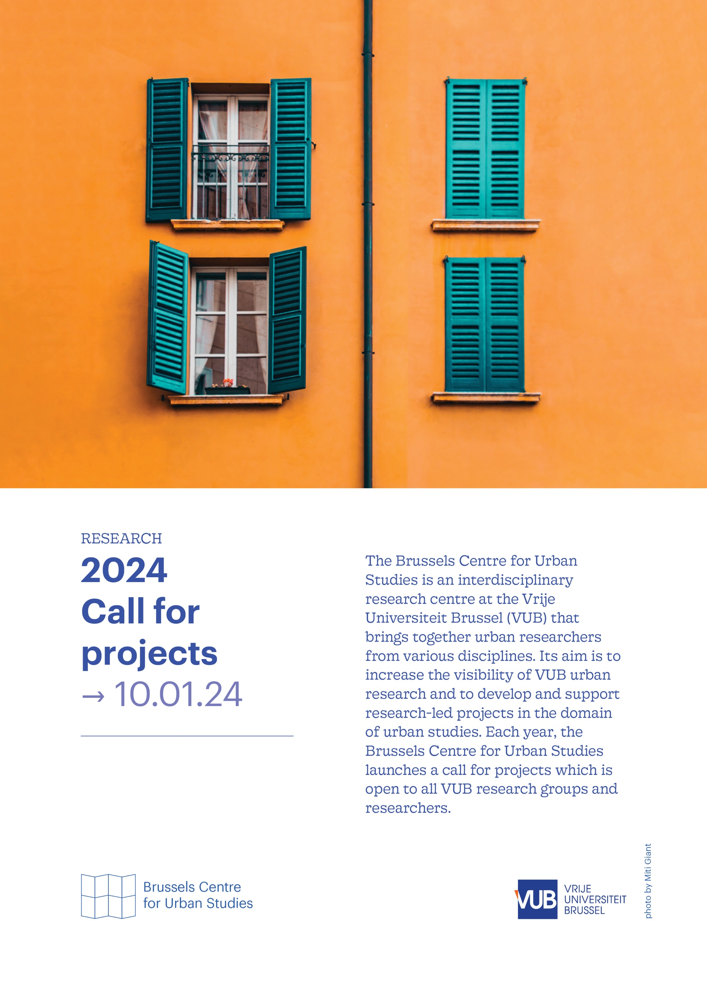 RESEARCH
2024
Call for
projects
→ 10.01.24
The Brussels Centre for Urban
Studies is an interdisciplinary
research centre at the Vrije
Universiteit Brussel (VUB) that
brings together urban researchers
from various disciplines. Its aim is to
increase the visibility of VUB urban
research and to develop and support
research-led projects in the domain
of urban studies. Each year, the
Brussels Centre for Urban Studies
launches a call for projects which is
open to all VUB research groups and
researchers.
Brussels Centre
for Urban Studies
VUB
VRIJE
UNIVERSITEIT
BRUSSEL
photo by Miti Giant